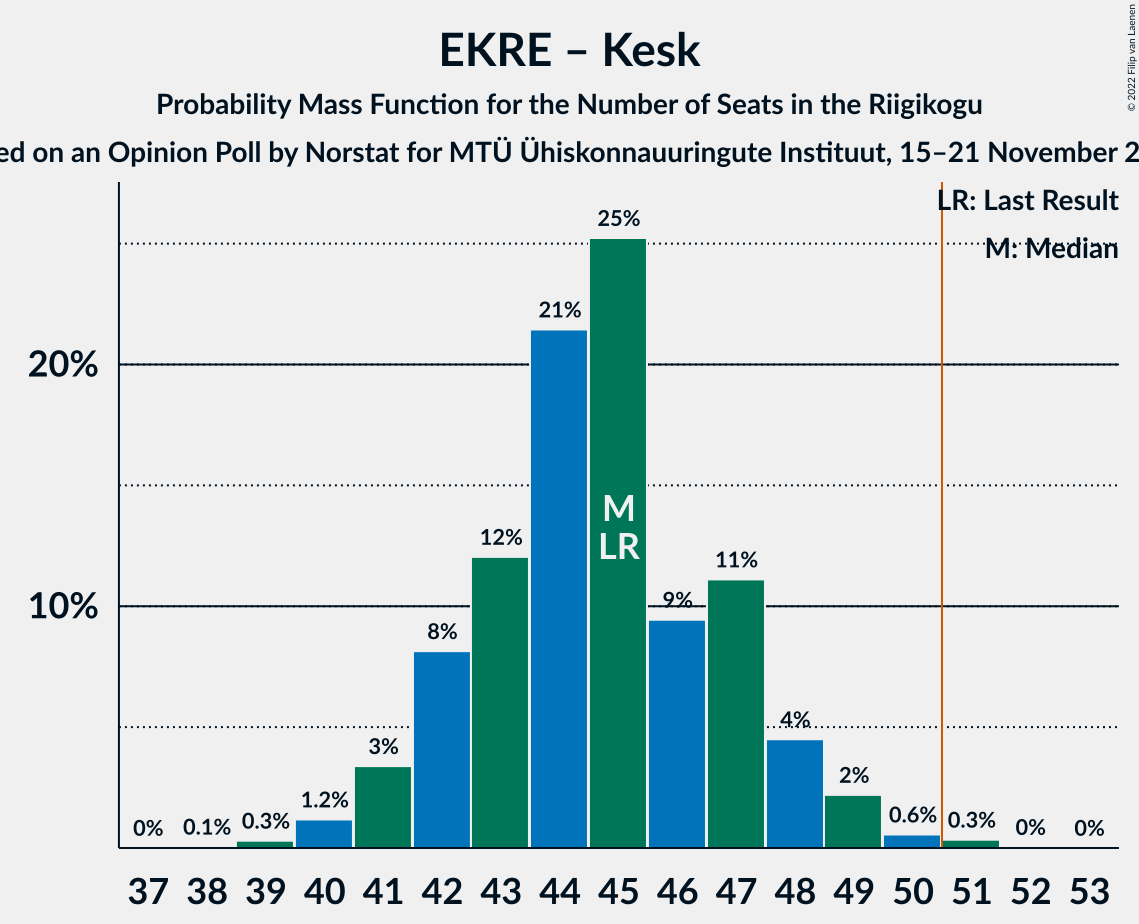 EKRE – Kesk
Probability Mass Function for the Number of Seats in the Riigikogu
ed on an Opinion Poll by Norstat for MTÜ Ühiskonnauuringute Instituut, 15–21 November 2
© 2022 Filip van Laenen
LR: Last Result
M: Median
20%
10%
0% 0.1% 0.3% 1.2% 3% 8% 12% 21% 25% 9% 11% 4% 2% 0.6% 0.3% 0% 0%
M
LR
37 38 39 40 41 42 43 44 45 46 47 48 49 50 51 52 53